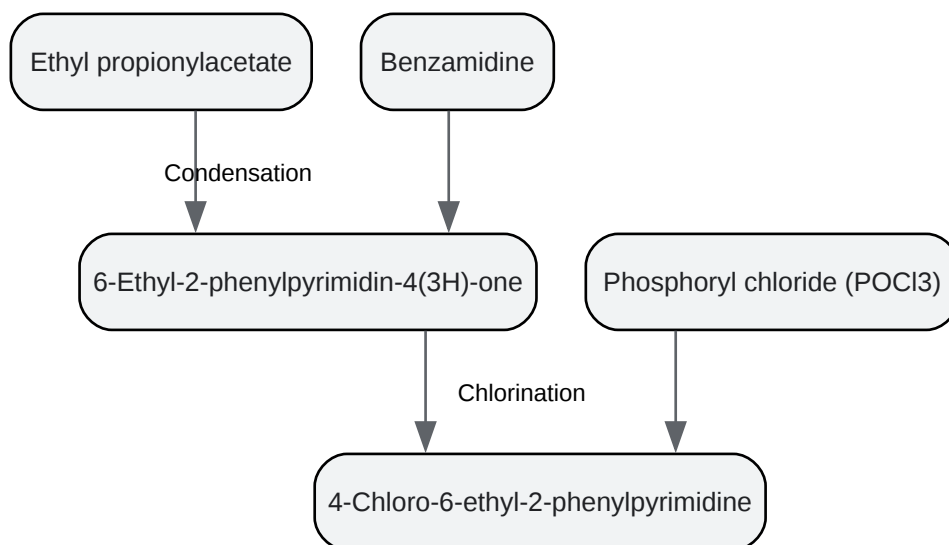 Ethyl propionylacetate
Benzamidine
Condensation
6-Ethyl-2-phenylpyrimidin-4(3H)-one
Phosphoryl chloride (POCl3)
Chlorination
4-Chloro-6-ethyl-2-phenylpyrimidine